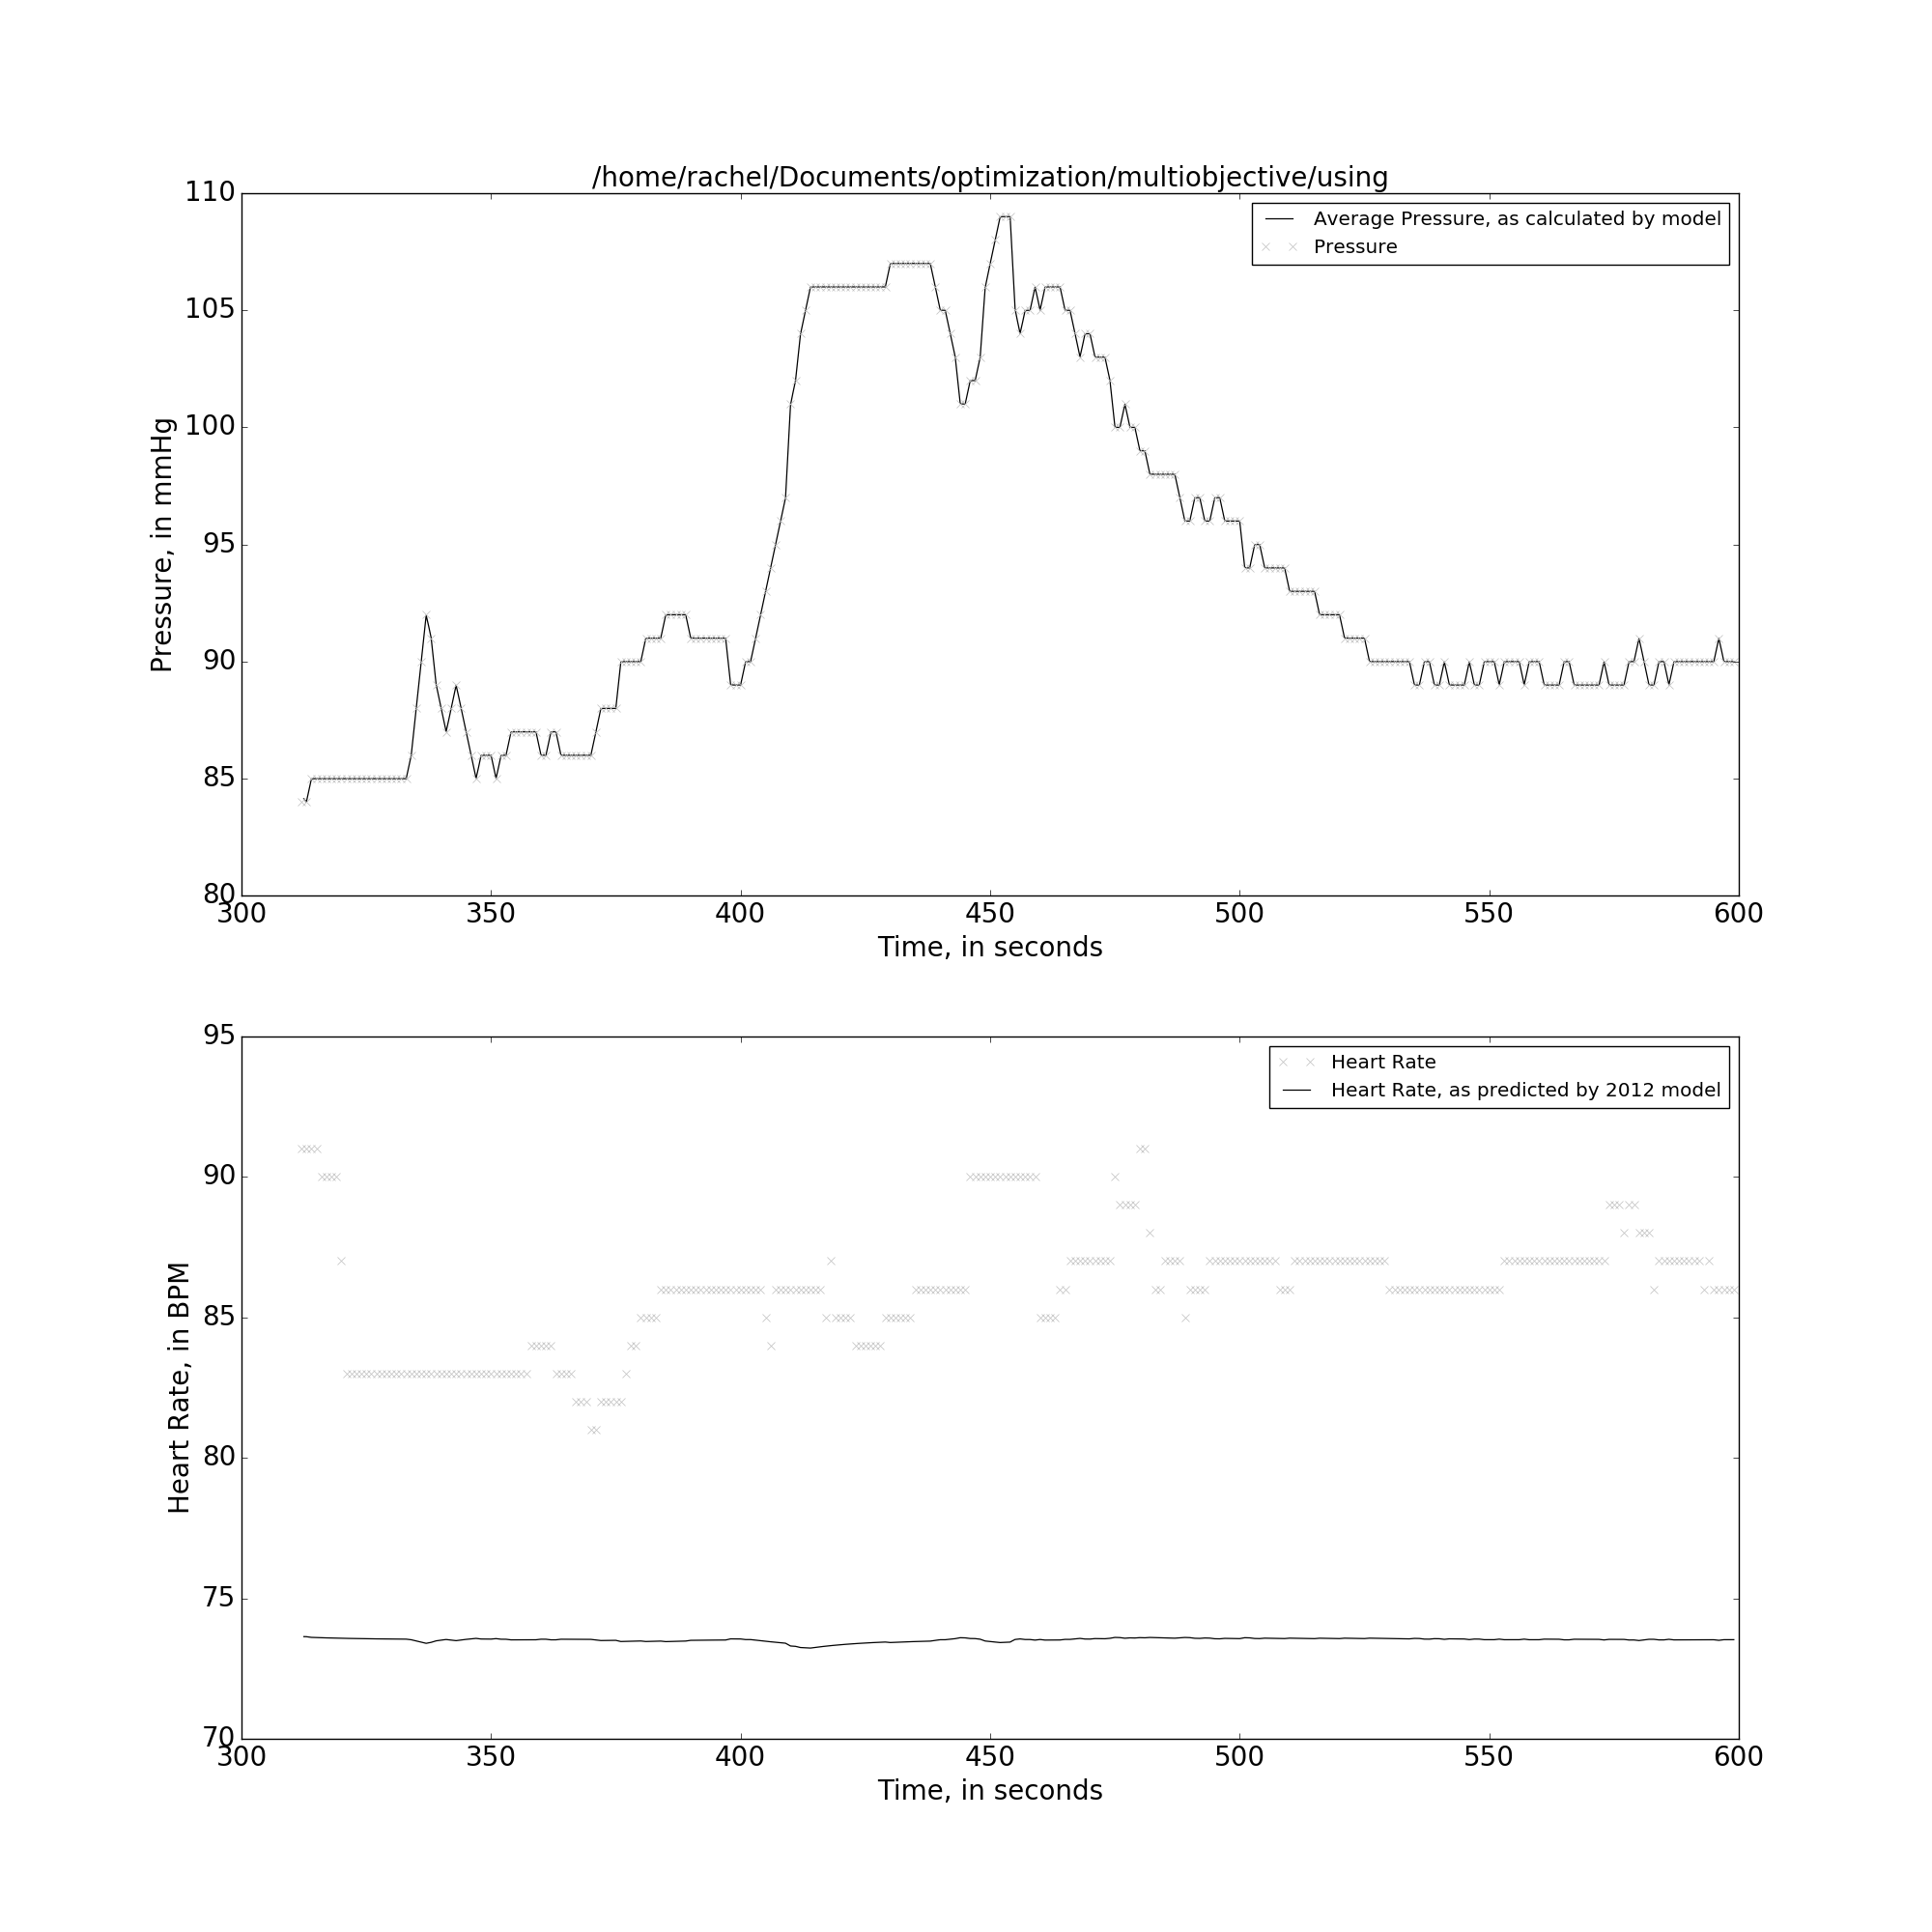 /home/rachel/Documents/optimization/multiobjective/using
110
105
100
95
90
85
80
Pressure, in mmHg
Average Pressure, as calculated by model
Pressure
300 350 400 450 500 550 600
Time, in seconds
95
90
85
80
75
70
Heart Rate, in BPM
Heart Rate
Heart Rate, as predicted by 2012 model
300 350 400 450 500 550 600
Time, in seconds